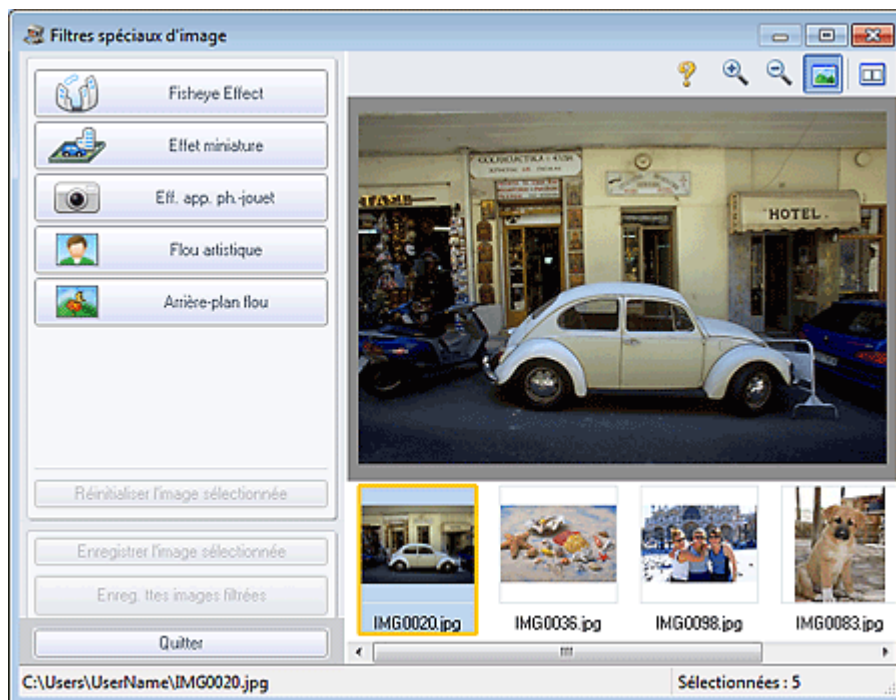 Filtres spéciaux d'image
Fisheye Effect
Effet miniature
Eff. app. ph.-jouet
Flou artistique
Arrière-plan flou
Réinitialiser l'image sélectionnée
Enregistrer l'image sélectionnée
Enreg. ttes images filtrées
Quitter
HOTEL.
IMG0020.jpg
IMG0036.jpg
IMG0098.jpg
IMG0083.jpg
C:\Users\UserName\IMG0020.jpg
Sélectionnées : 5